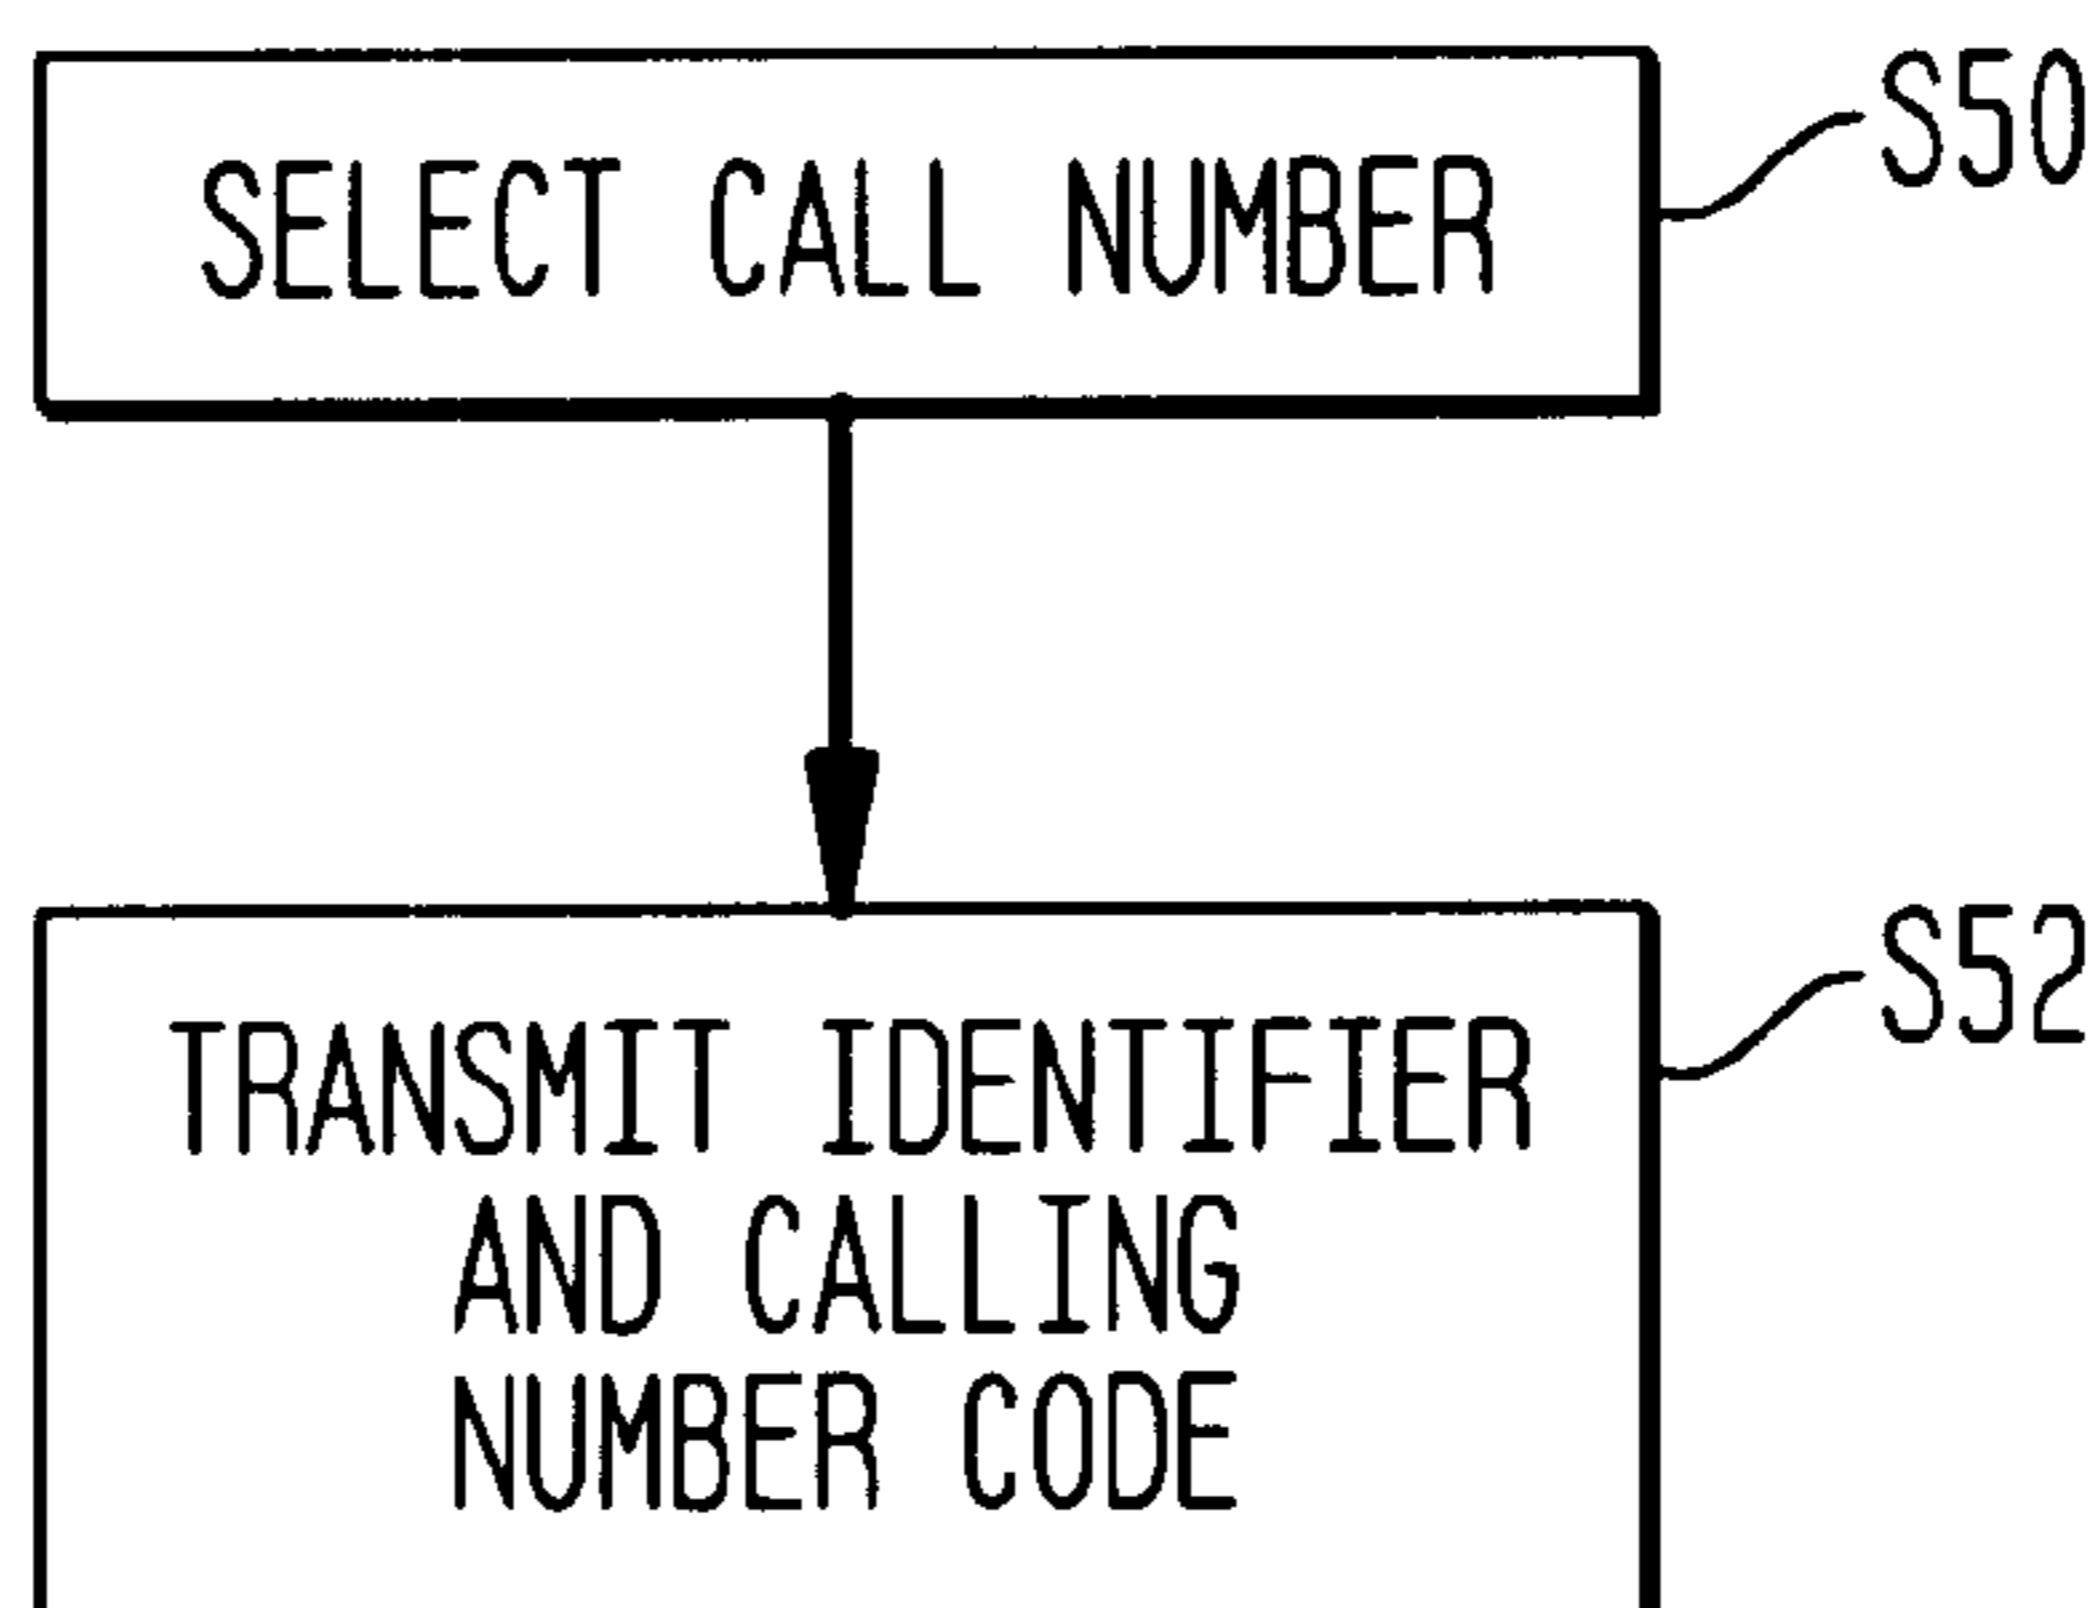 SELECT CALL NUMBER
S50
TRANSMIT IDENTIFIER
AND CALLING
NUMBER CODE
S52